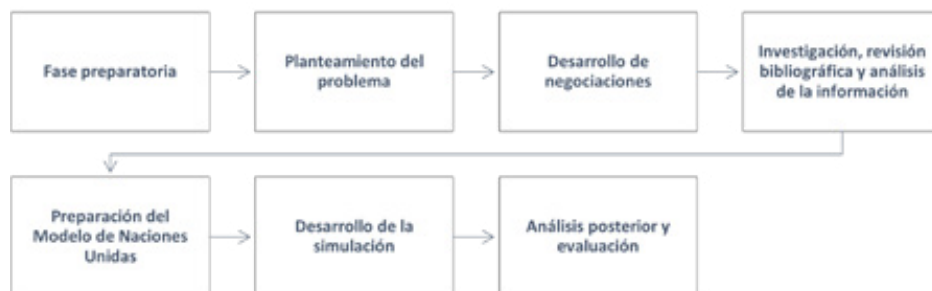 Fase preparatoria
Planteamiento del
problema
Desarrollo de
negociaciones
Investigación, revisión
bibliográfica y análisis
de la información
Preparación del
Modelo de Naciones
Unidas
Desarrollo de la
simulación
Análisis posterior y
evaluación